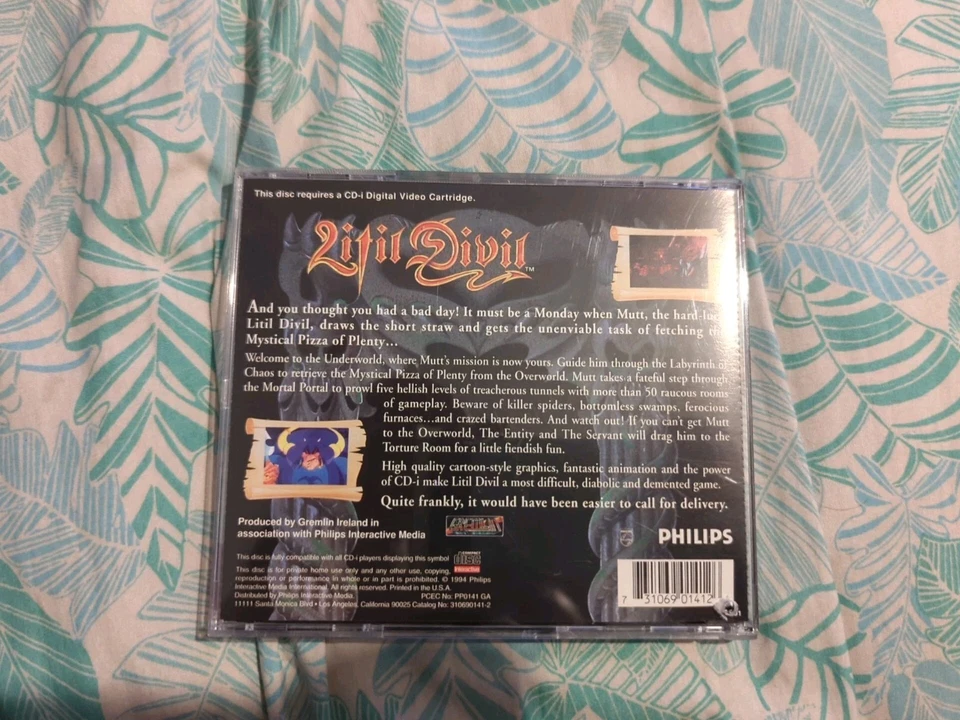 This disc requires a CD-i Digital Video Cartridge.
Litil Divil™
And you thought you had a bad day! It must be a Monday when Mutt, the hard-luck
Litil Divil, draws the short straw and gets the unenviable task of fetching the
Mystical Pizza of Plenty...
Welcome to the Underworld, where Mutt's mission is now yours. Guide him through the Labyrinth of
Chaos to retrieve the Mystical Pizza of Plenty from the Overworld. Mutt takes a fateful step through
the Mortal Portal to prowl five hellish levels of treacherous tunnels with more than 50 raucous rooms
of gameplay. Beware of killer spiders, bottomless swamps, ferocious
furnaces...and crazed bartenders. And watch out! If you can't get Mutt
to the Overworld, The Entity and The Servant will drag him to the
Torture Room for a little fiendish fun.
High quality cartoon-style graphics, fantastic animation and the power
of CD-i make Litil Divil a most difficult, diabolic and demented game.
Quite frankly, it would have been easier to call for delivery.
Produced by Gremlin Ireland in
association with Philips Interactive Media
PHILIPS
This disc is fully compatible with all CD-i players displaying this symbol
COMPACT
disc
Interactive
This disc is for private home use only and any other use, copying,
reproduction or performance in whole or in part is prohibited. © 1994 Philips
Interactive Media International. All rights reserved. Printed in the U.S.A.
Distributed by Philips Interactive Media. PCEC No: PP0141 GA
11111 Santa Monica Blvd • Los Angeles, California 90025 Catalog No: 310690141-2
7 31069 01412